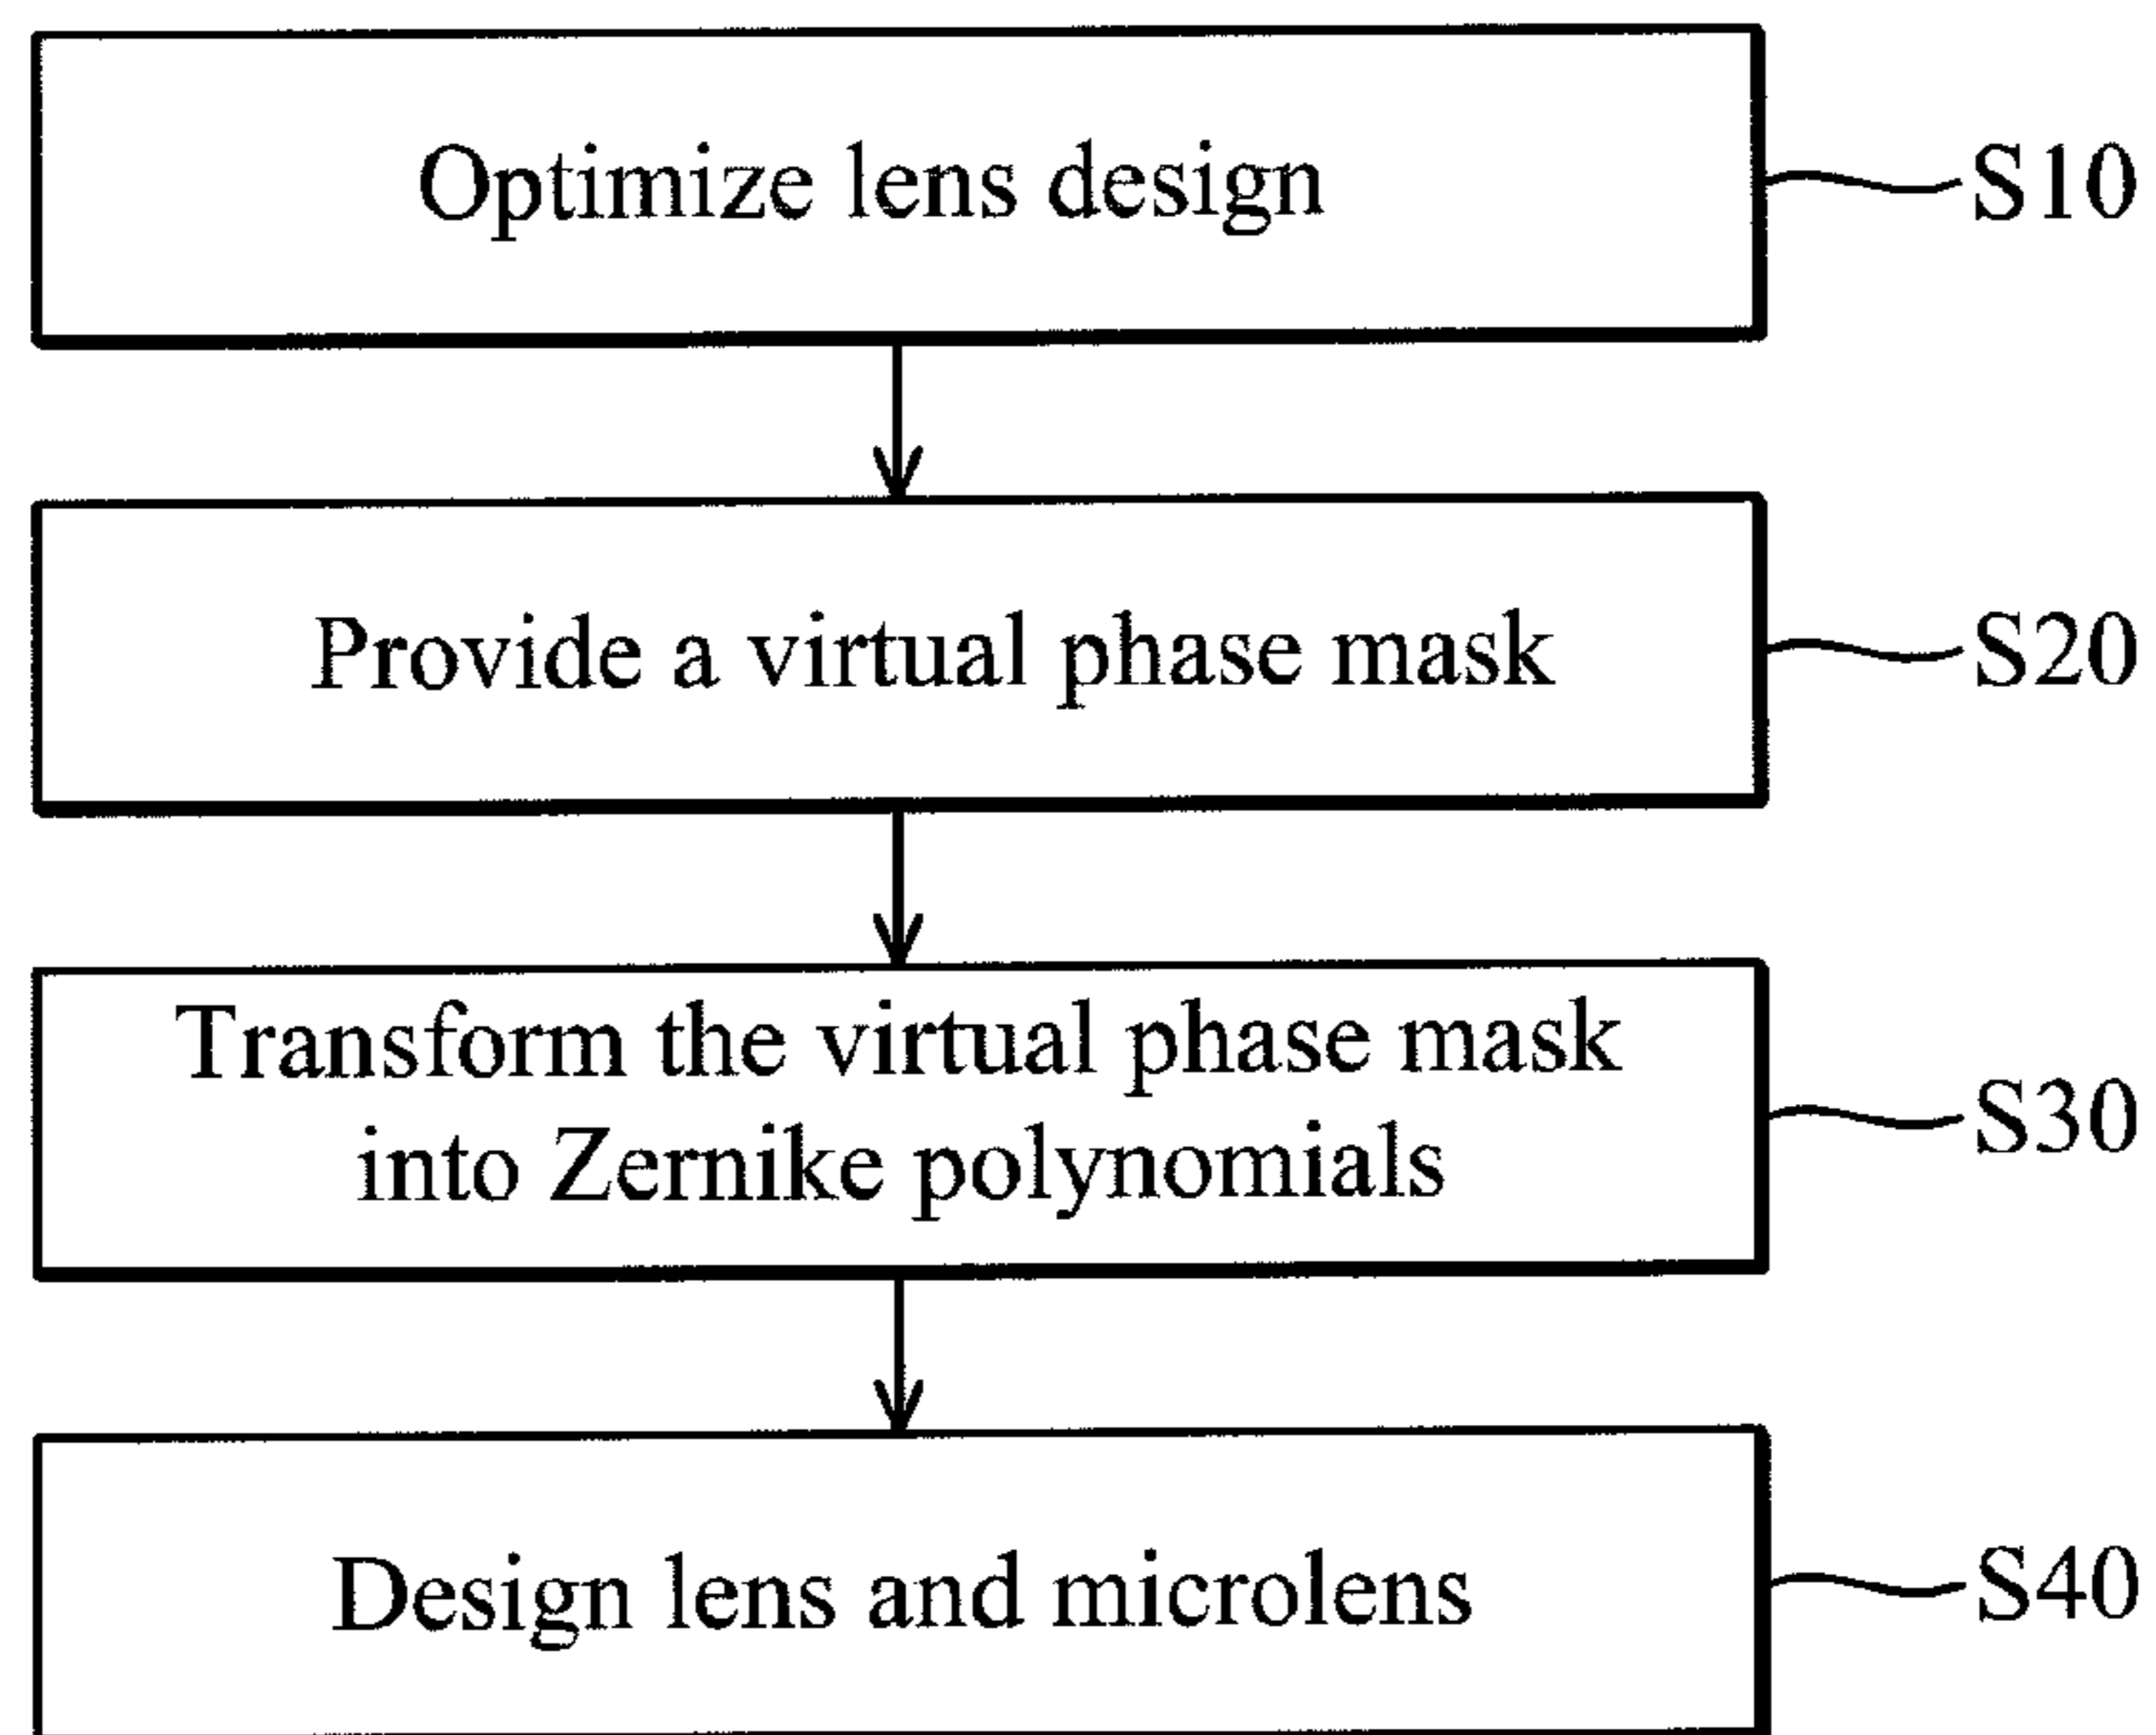 Optimize lens design
S10
Provide a virtual phase mask
S20
Transform the virtual phase mask
into Zernike polynomials
S30
Design lens and microlens
S40